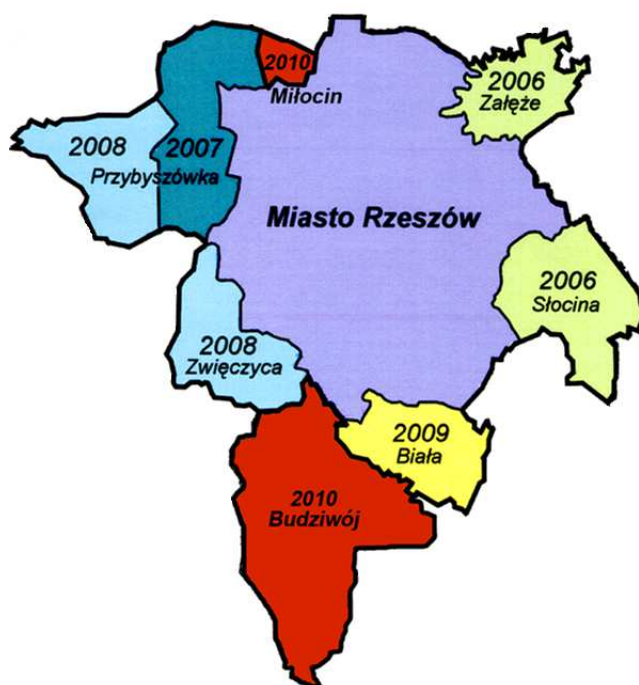 2010
Miłocin
2006
Załęże
2008
2007
Przybyszówka
Miasto Rzeszów
2006
Słocina
2008
Zwięczyca
2009
Biała
2010
Budziwój